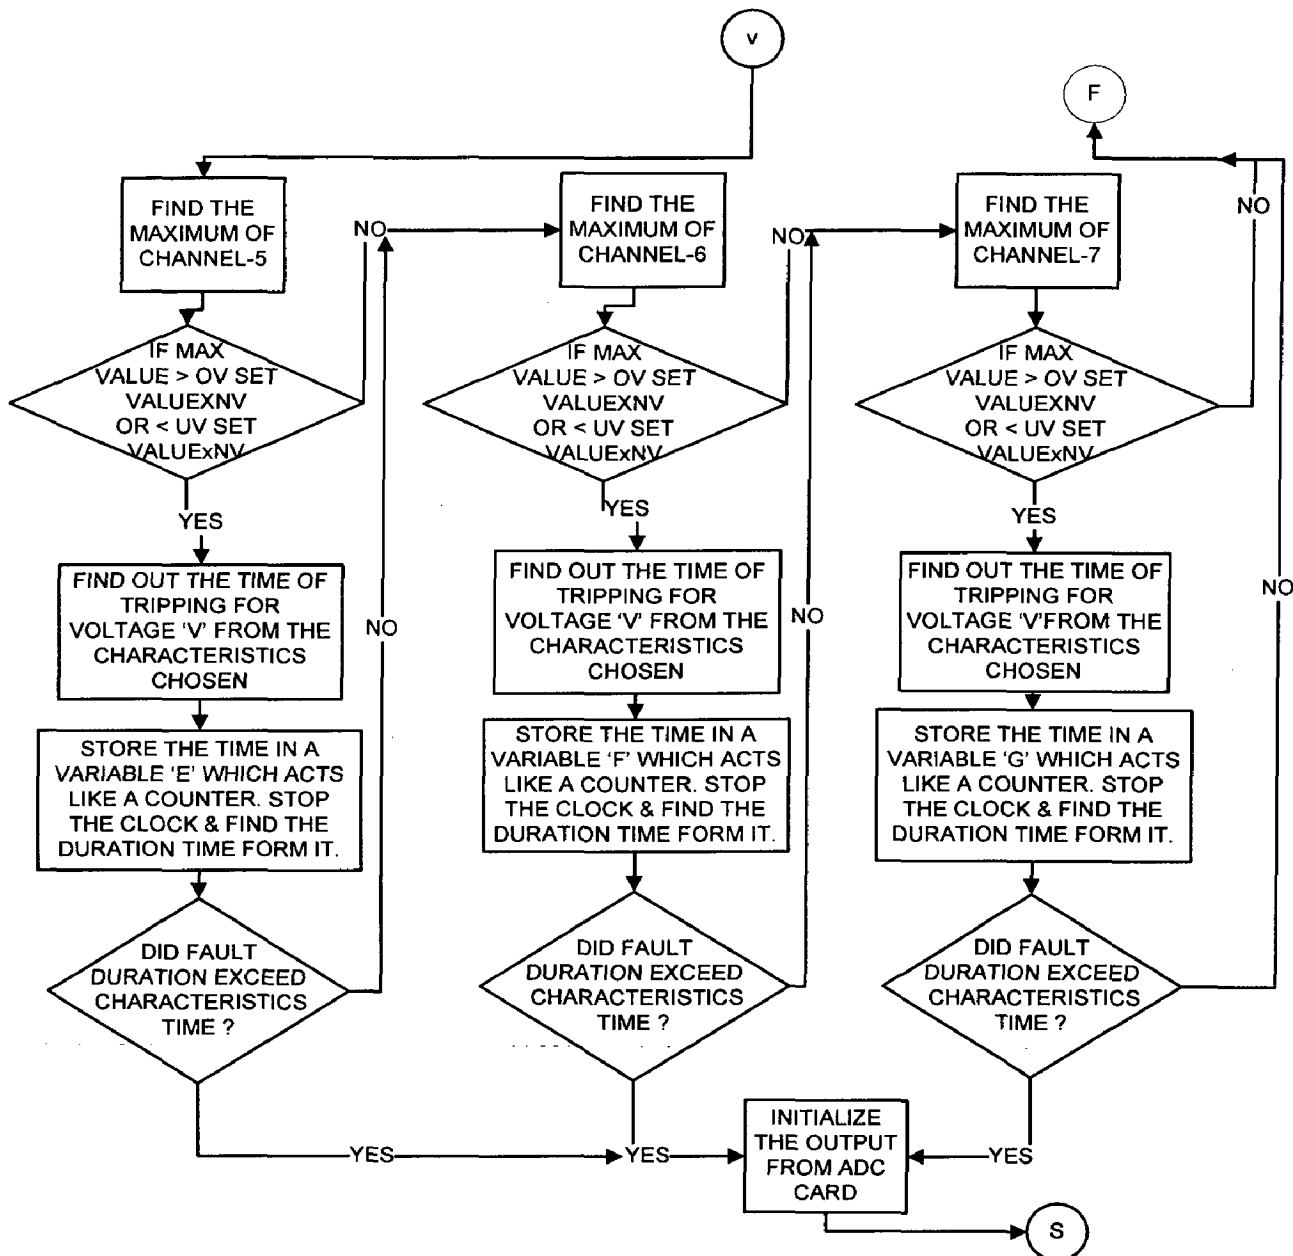 V
F
FIND THE
MAXIMUM OF
CHANNEL-5
NO
FIND THE
MAXIMUM OF
CHANNEL-6
NO
FIND THE
MAXIMUM OF
CHANNEL-7
NO
IF MAX
VALUE > OV SET
VALUEXNV
OR < UV SET
VALUExNV
IF MAX
VALUE > OV SET
VALUEXNV
OR < UV SET
VALUExNV
IF MAX
VALUE > OV SET
VALUEXNV
OR < UV SET
VALUExNV
YES
YES
YES
FIND OUT THE TIME OF
TRIPPING FOR
VOLTAGE 'V' FROM THE
CHARACTERISTICS
CHOSEN
NO
FIND OUT THE TIME OF
TRIPPING FOR
VOLTAGE 'V' FROM THE
CHARACTERISTICS
CHOSEN
NO
FIND OUT THE TIME OF
TRIPPING FOR
VOLTAGE 'V'FROM THE
CHARACTERISTICS
CHOSEN
NO
STORE THE TIME IN A
VARIABLE 'E' WHICH ACTS
LIKE A COUNTER. STOP
THE CLOCK & FIND THE
DURATION TIME FORM IT.
STORE THE TIME IN A
VARIABLE 'F' WHICH ACTS
LIKE A COUNTER. STOP
THE CLOCK & FIND THE
DURATION TIME FORM IT.
STORE THE TIME IN A
VARIABLE 'G' WHICH ACTS
LIKE A COUNTER. STOP
THE CLOCK & FIND THE
DURATION TIME FORM IT.
DID FAULT
DURATION EXCEED
CHARACTERISTICS
TIME ?
DID FAULT
DURATION EXCEED
CHARACTERISTICS
TIME ?
DID FAULT
DURATION EXCEED
CHARACTERISTICS
TIME ?
YES
YES
INITIALIZE
THE OUTPUT
FROM ADC
CARD
YES
S